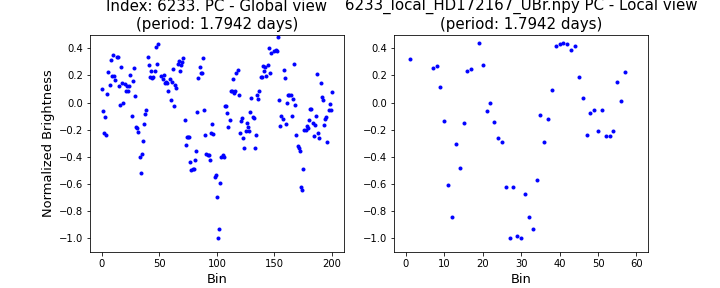 Index: 6233. PC - Global view
(period: 1.7942 days)
6233_local_HD172167_UBr.npy PC - Local view
(period: 1.7942 days)
Normalized Brightness
0.4
0.2
0.0
−0.2
−0.4
−0.6
−0.8
−1.0
0 50 100 150 200
Bin
0.4
0.2
0.0
−0.2
−0.4
−0.6
−0.8
−1.0
0 10 20 30 40 50 60
Bin